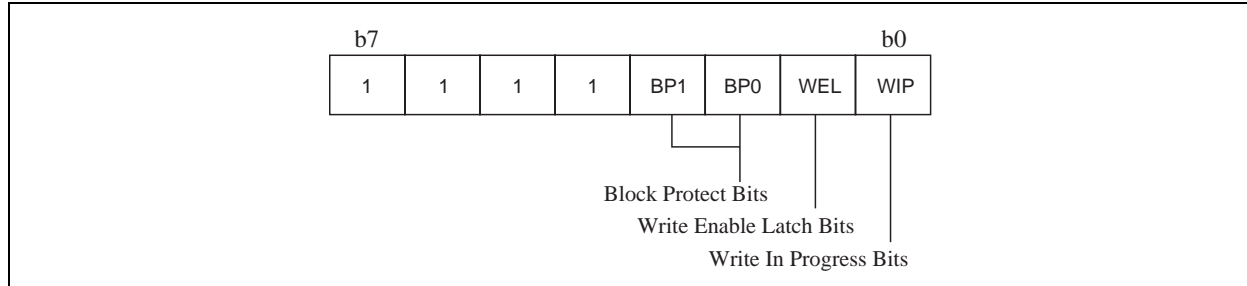 b7 b0
1 1 1 1 BP1 BP0 WEL WIP
Block Protect Bits
Write Enable Latch Bits
Write In Progress Bits